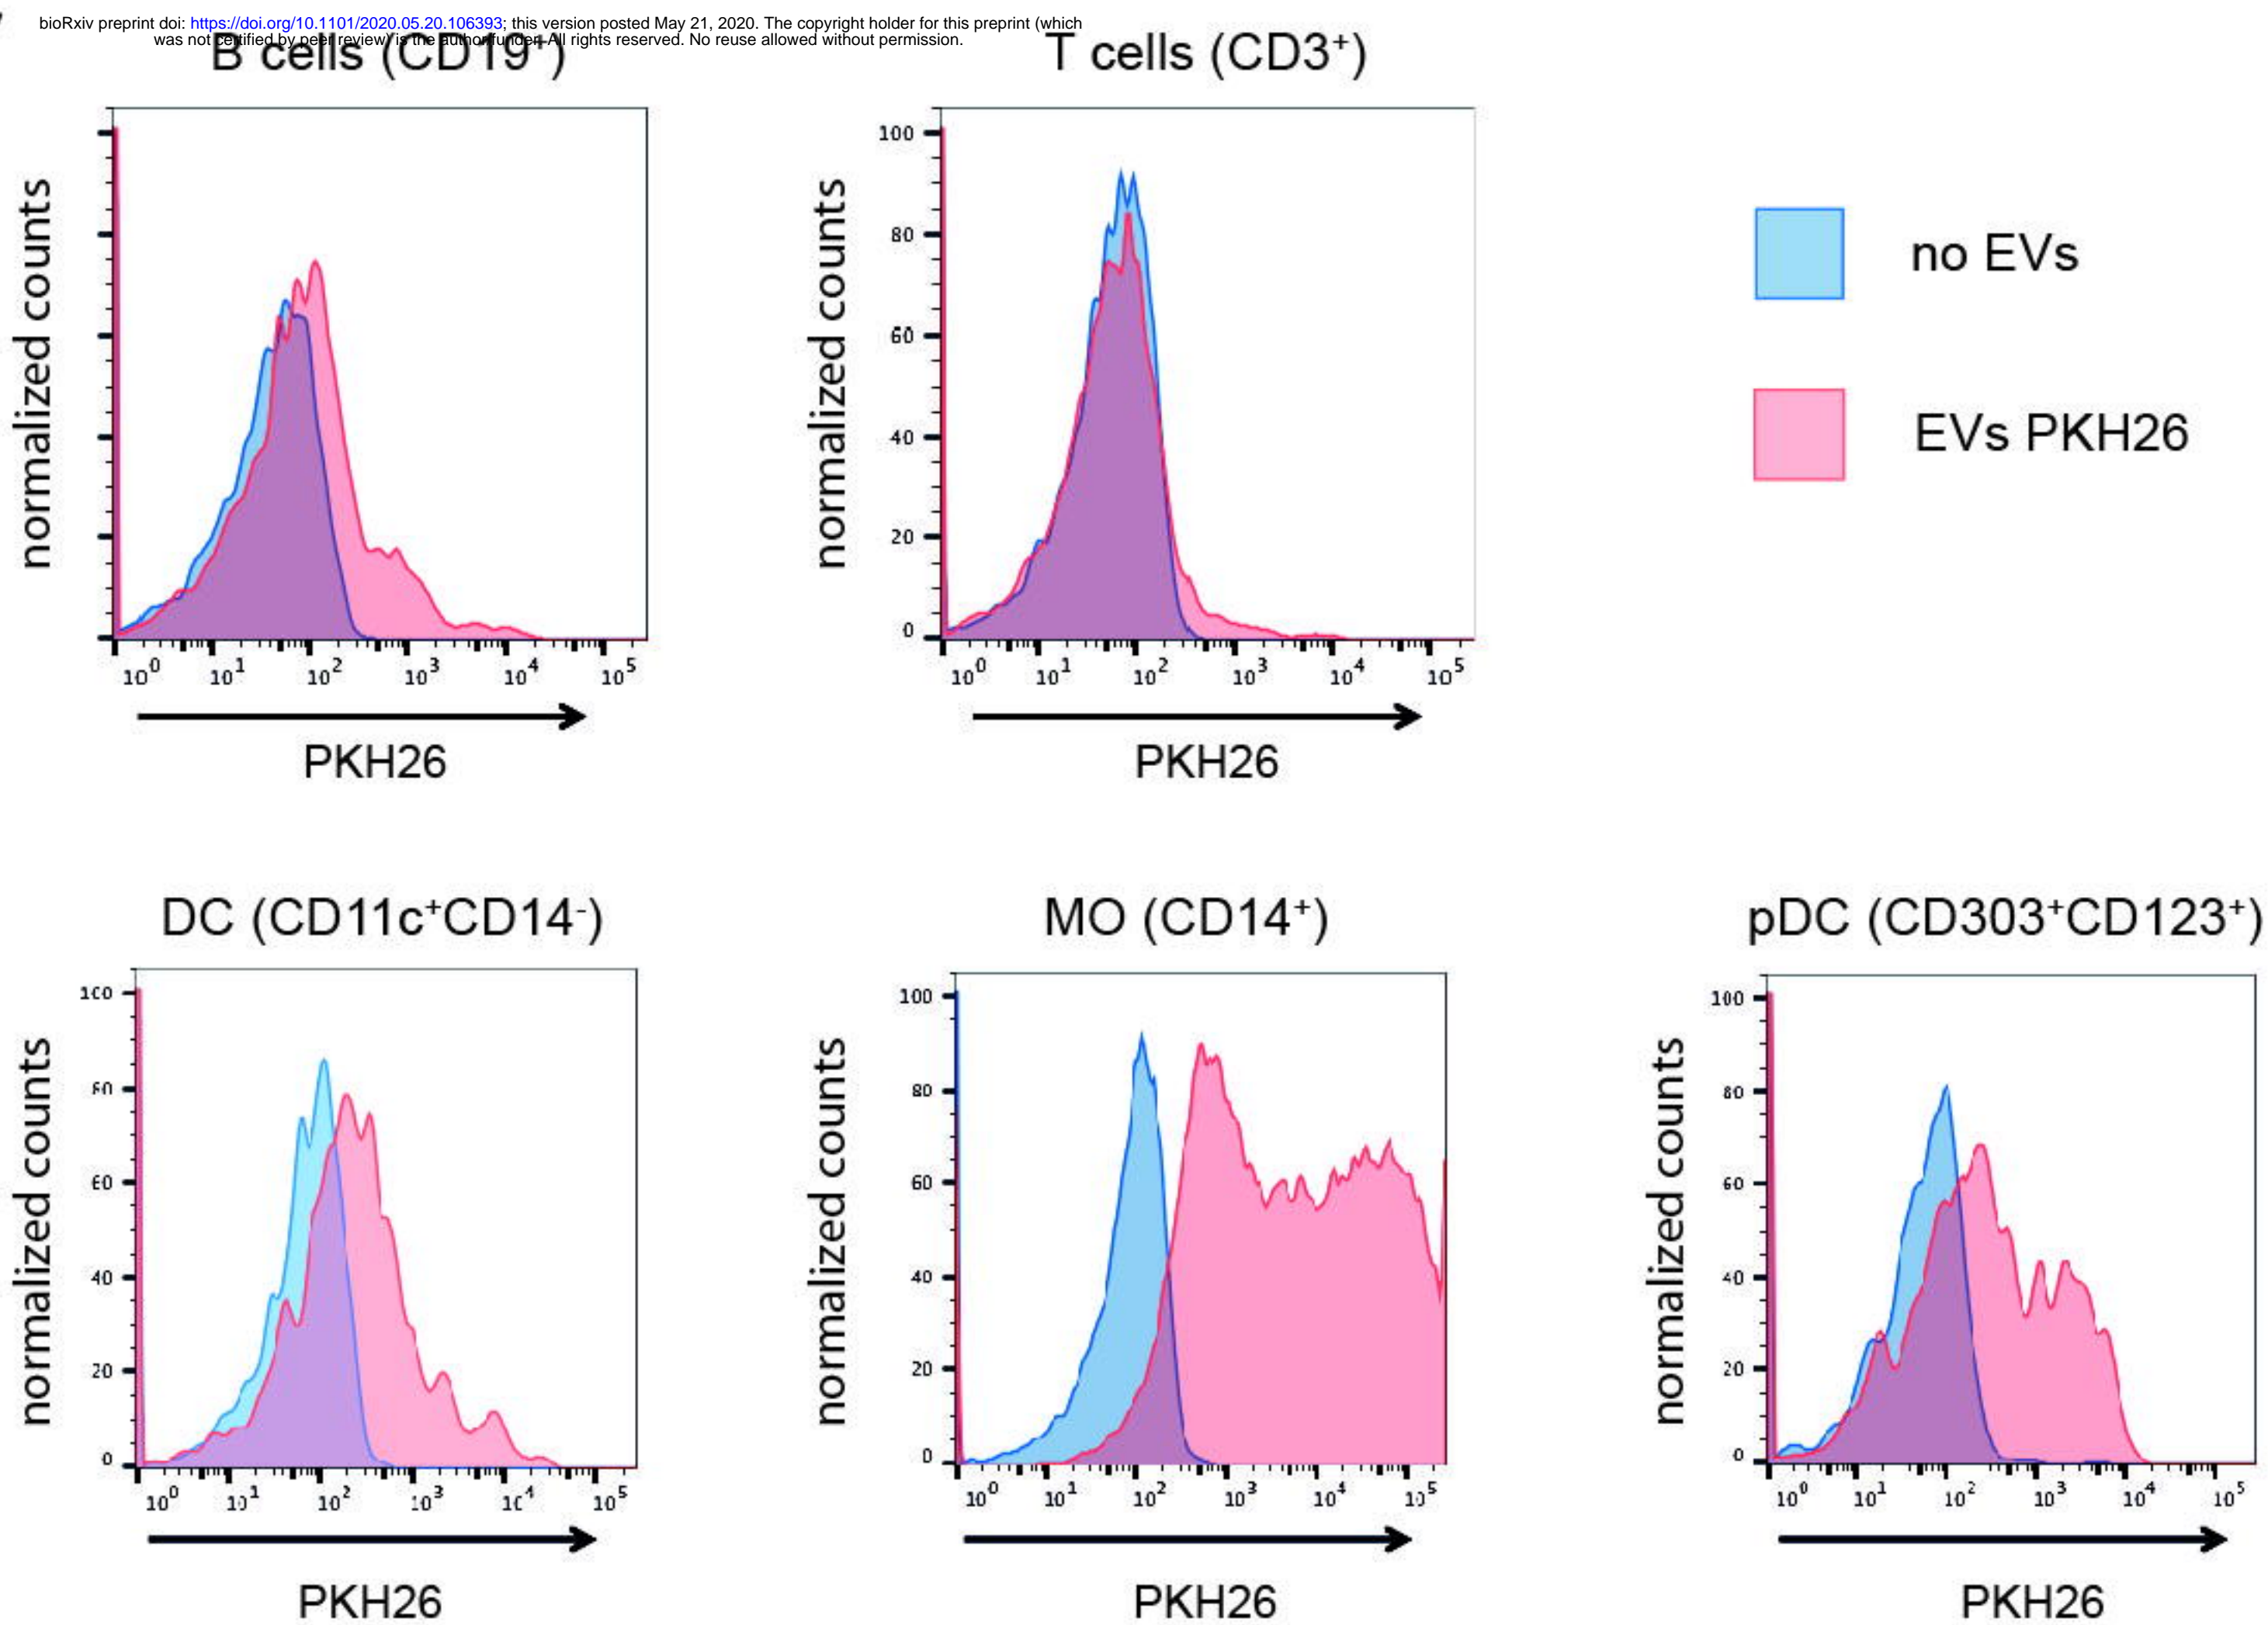 bioRxiv preprint doi: https://doi.org/10.1101/2020.05.20.106393; this version posted May 21, 2020. The copyright holder for this preprint (which
was not certified by peer review) is the author/funder. All rights reserved. No reuse allowed without permission.
B cells (CD19⁺)
T cells (CD3⁺)
normalized counts
10⁰ 10¹ 10² 10³ 10⁴ 10⁵
PKH26
normalized counts
100
80
60
40
20
0
10⁰ 10¹ 10² 10³ 10⁴ 10⁵
PKH26
no EVs
EVs PKH26
DC (CD11c⁺CD14⁻)
MO (CD14⁺)
pDC (CD303⁺CD123⁺)
normalized counts
100
80
60
40
20
0
10⁰ 10¹ 10² 10³ 10⁴ 10⁵
PKH26
normalized counts
100
80
60
40
20
0
10⁰ 10¹ 10² 10³ 10⁴ 10⁵
PKH26
normalized counts
100
80
60
40
20
0
10⁰ 10¹ 10² 10³ 10⁴ 10⁵
PKH26